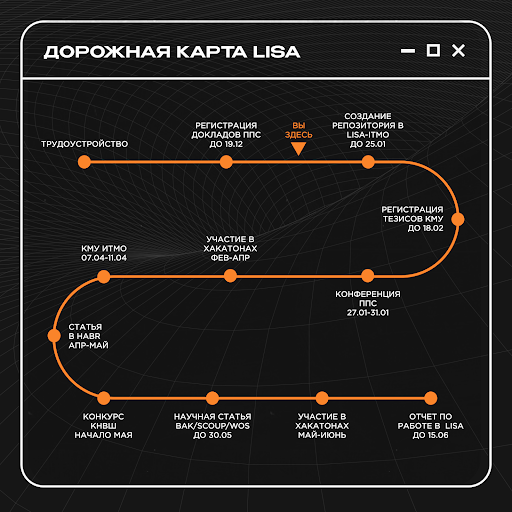 ДОРОЖНАЯ КАРТА LISA
ТРУДОУСТРОЙСТВО
РЕГИСТРАЦИЯ
ДОКЛАДОВ ППС
ДО 19.12
ВЫ
ЗДЕСЬ
СОЗДАНИЕ
РЕПОЗИТОРИЯ В
LISA-ITMO
ДО 25.01
РЕГИСТРАЦИЯ
ТЕЗИСОВ КМУ
ДО 18.02
КОНФЕРЕНЦИЯ
ППС
27.01-31.01
УЧАСТИЕ В
ХАКАТОНАХ
ФЕВ-АПР
КМУ ИТМО
07.04-11.04
СТАТЬЯ
В HABR
АПР-МАЙ
КОНКУРС
КНВШ
НАЧАЛО МАЯ
НАУЧНАЯ СТАТЬЯ
ВАК/SCOUP/WOS
ДО 30.05
УЧАСТИЕ В
ХАКАТОНАХ
МАЙ-ИЮНЬ
ОТЧЕТ ПО
РАБОТЕ В LISA
ДО 15.06